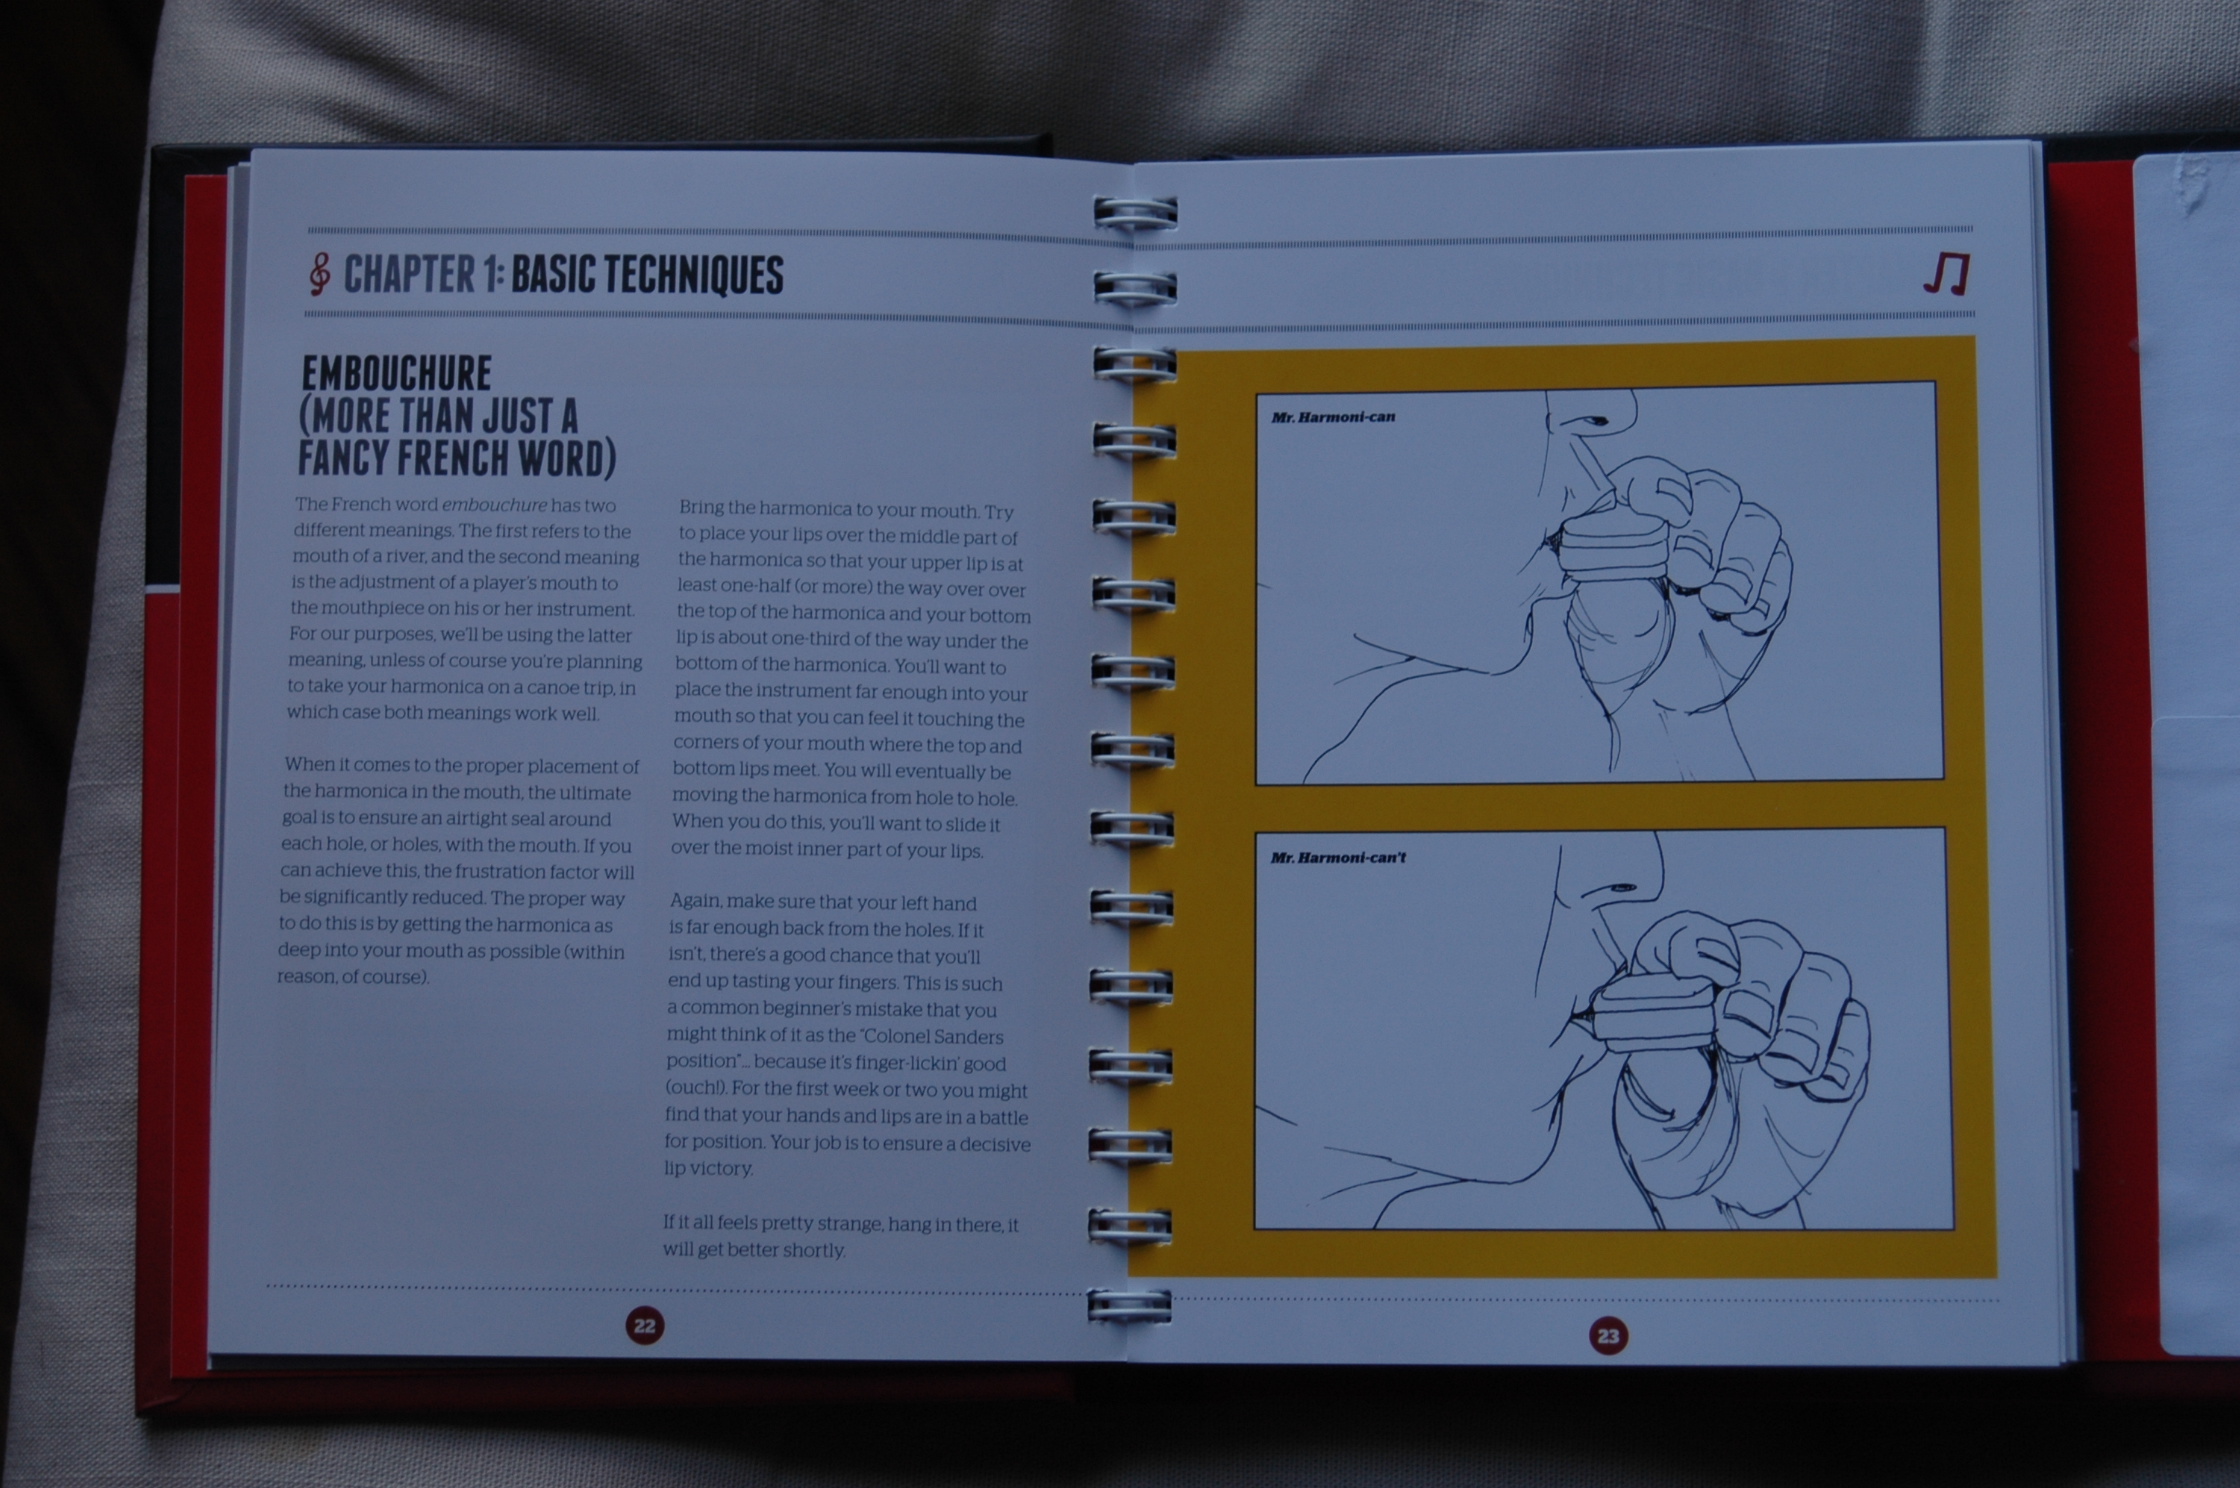 CHAPTER 1: BASIC TECHNIQUES
EMBOUCHURE
(MORE THAN JUST A
FANCY FRENCH WORD)
The French word embouchure has two
different meanings. The first refers to the
mouth of a river, and the second meaning
is the adjustment of a player's mouth to
the mouthpiece on his or her instrument.
For our purposes, we'll be using the latter
meaning, unless of course you're planning
to take your harmonica on a canoe trip, in
which case both meanings work well.
When it comes to the proper placement of
the harmonica in the mouth, the ultimate
goal is to ensure an airtight seal around
each hole, or holes, with the mouth. If you
can achieve this, the frustration factor will
be significantly reduced. The proper way
to do this is by getting the harmonica as
deep into your mouth as possible (within
reason, of course).
Bring the harmonica to your mouth. Try
to place your lips over the middle part of
the harmonica so that your upper lip is at
least one-half (or more) the way over over
the top of the harmonica and your bottom
lip is about one-third of the way under the
bottom of the harmonica. You'll want to
place the instrument far enough into your
mouth so that you can feel it touching the
corners of your mouth where the top and
bottom lips meet. You will eventually be
moving the harmonica from hole to hole.
When you do this, you'll want to slide it
over the moist inner part of your lips.
Again, make sure that your left hand
is far enough back from the holes. If it
isn't, there's a good chance that you'll
end up tasting your fingers. This is such
a common beginner's mistake that you
might think of it as the "Colonel Sanders
position"... because it's finger-lickin' good
(ouch!). For the first week or two you might
find that your hands and lips are in a battle
for position. Your job is to ensure a decisive
lip victory.
If it all feels pretty strange, hang in there, it
will get better shortly.
22
Mr. Harmoni-can
Mr. Harmoni-can't
23